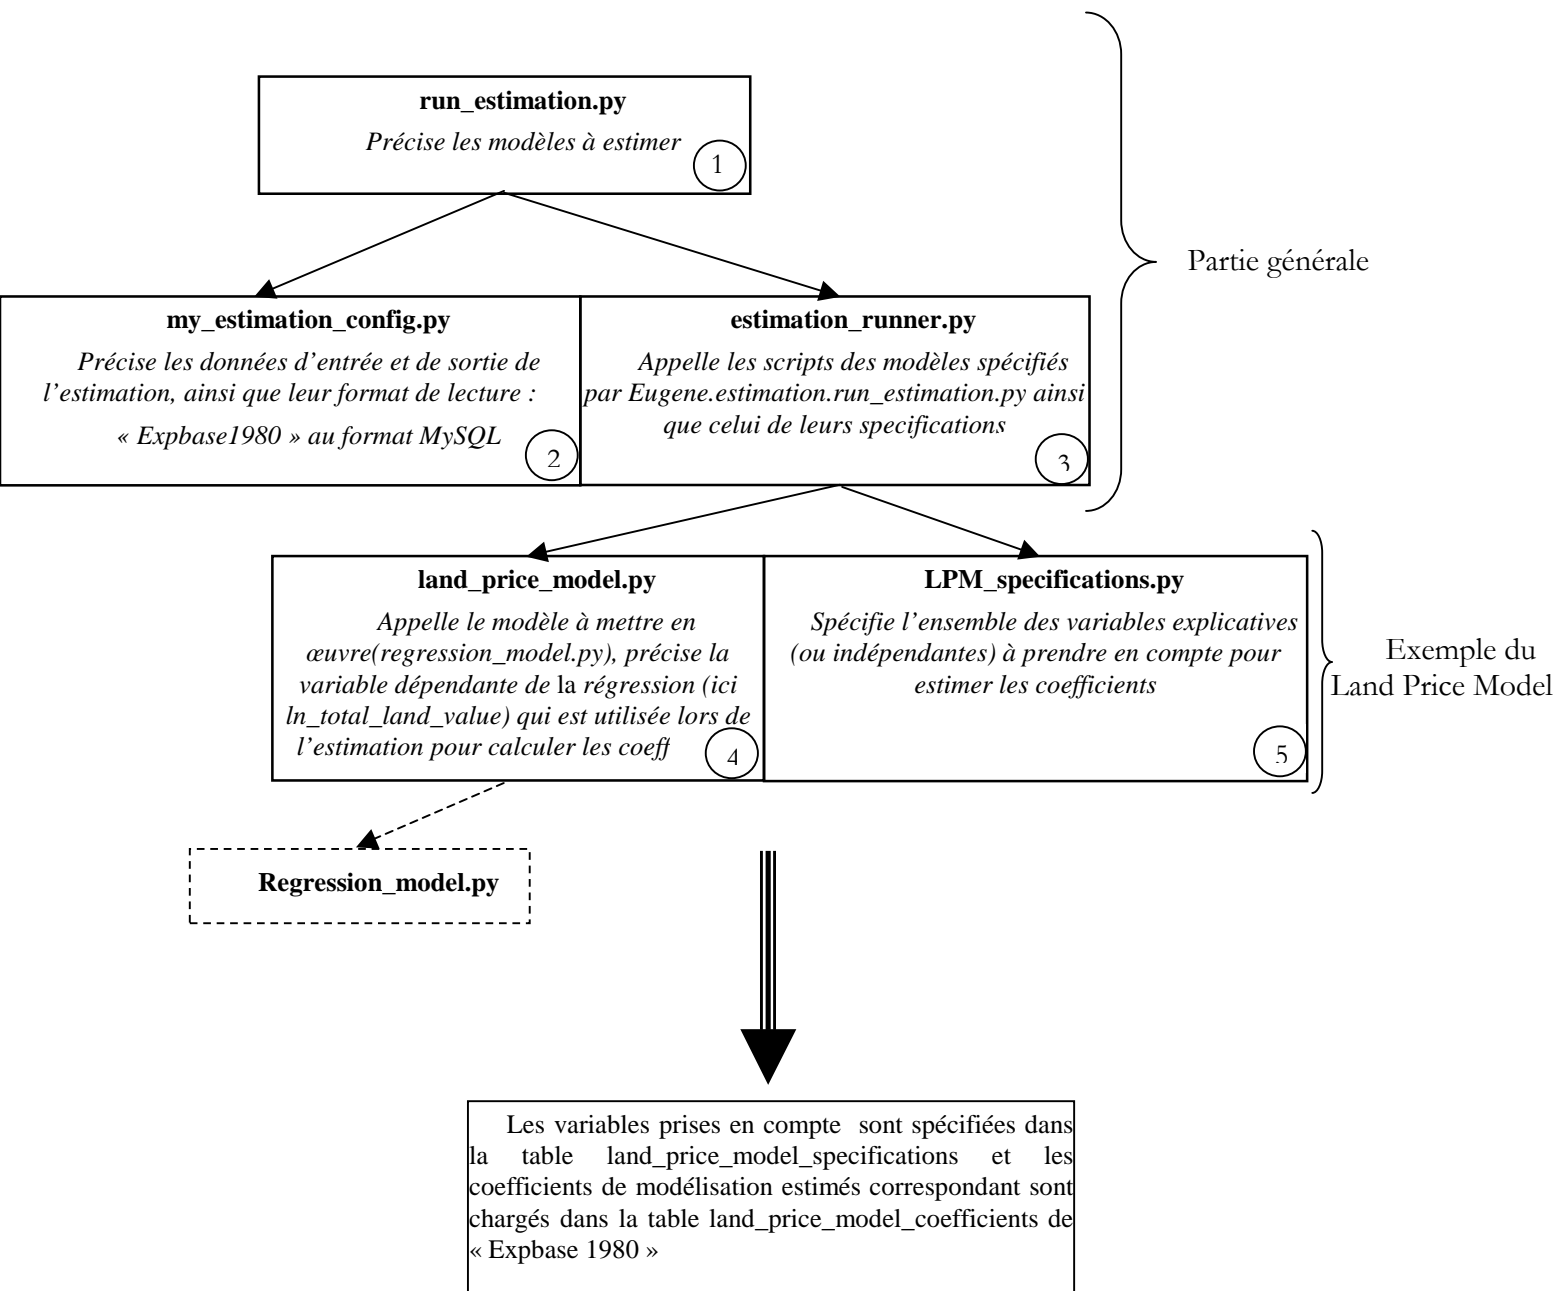 run_estimation.py
Précise les modèles à estimer
1
Partie générale
my_estimation_config.py
Précise les données d’entrée et de sortie de
l’estimation, ainsi que leur format de lecture :
« Expbase1980 » au format MySQL
2
estimation_runner.py
Appelle les scripts des modèles spécifiés
par Eugene.estimation.run_estimation.py ainsi
que celui de leurs specifications
3
land_price_model.py
Appelle le modèle à mettre en
œuvre(regression_model.py), précise la
variable dépendante de la régression (ici
ln_total_land_value) qui est utilisée lors de
l’estimation pour calculer les coeff
4
LPM_specifications.py
Spécifie l’ensemble des variables explicatives
(ou indépendantes) à prendre en compte pour
estimer les coefficients
5
Exemple du
Land Price Model
Regression_model.py
Les variables prises en compte sont spécifiées dans
la table land_price_model_specifications et les
coefficients de modélisation estimés correspondant sont
chargés dans la table land_price_model_coefficients de
« Expbase 1980 »